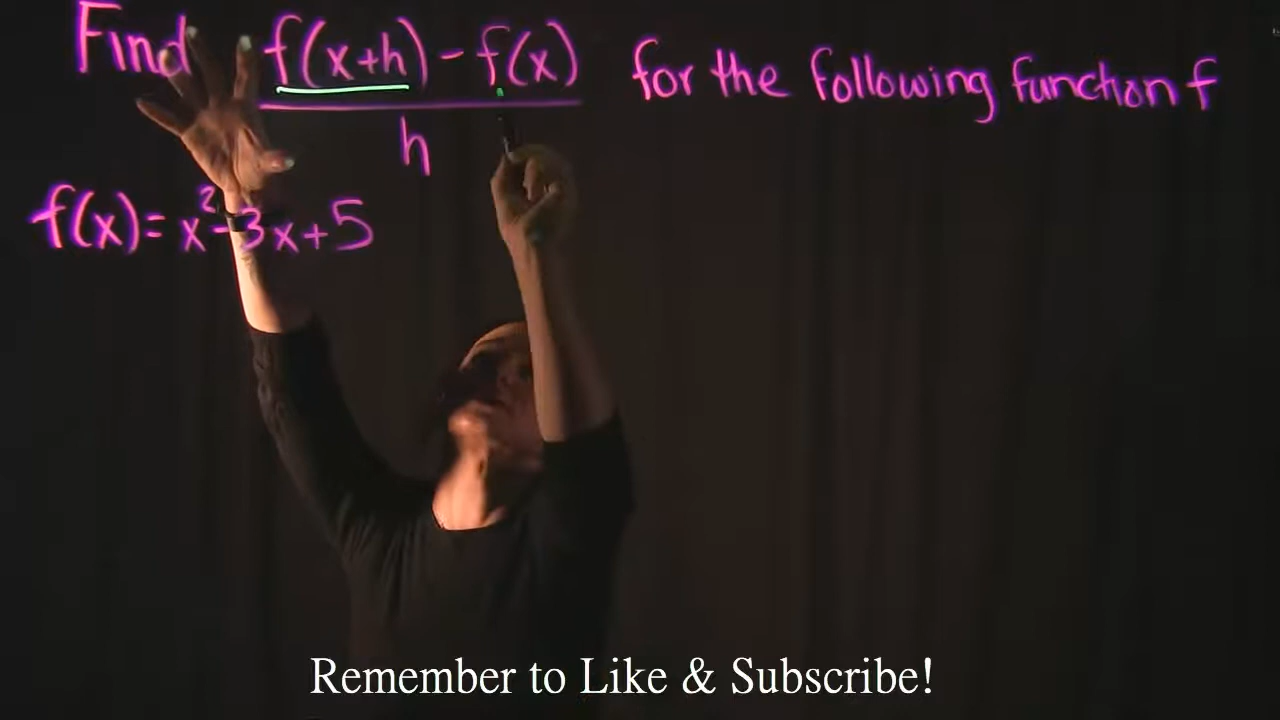 Find f(x+h) - f(x) for the following function f
h
f(x) = x² - 3x + 5
Remember to Like & Subscribe!